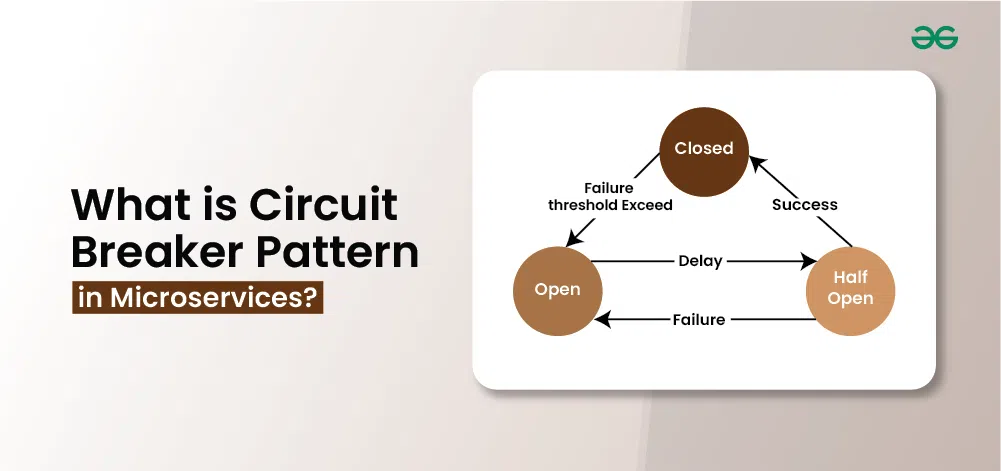 What is Circuit
Breaker Pattern
in Microservices?
Closed
Failure
threshold Exceed
Success
Open
Delay
Half
Open
Failure